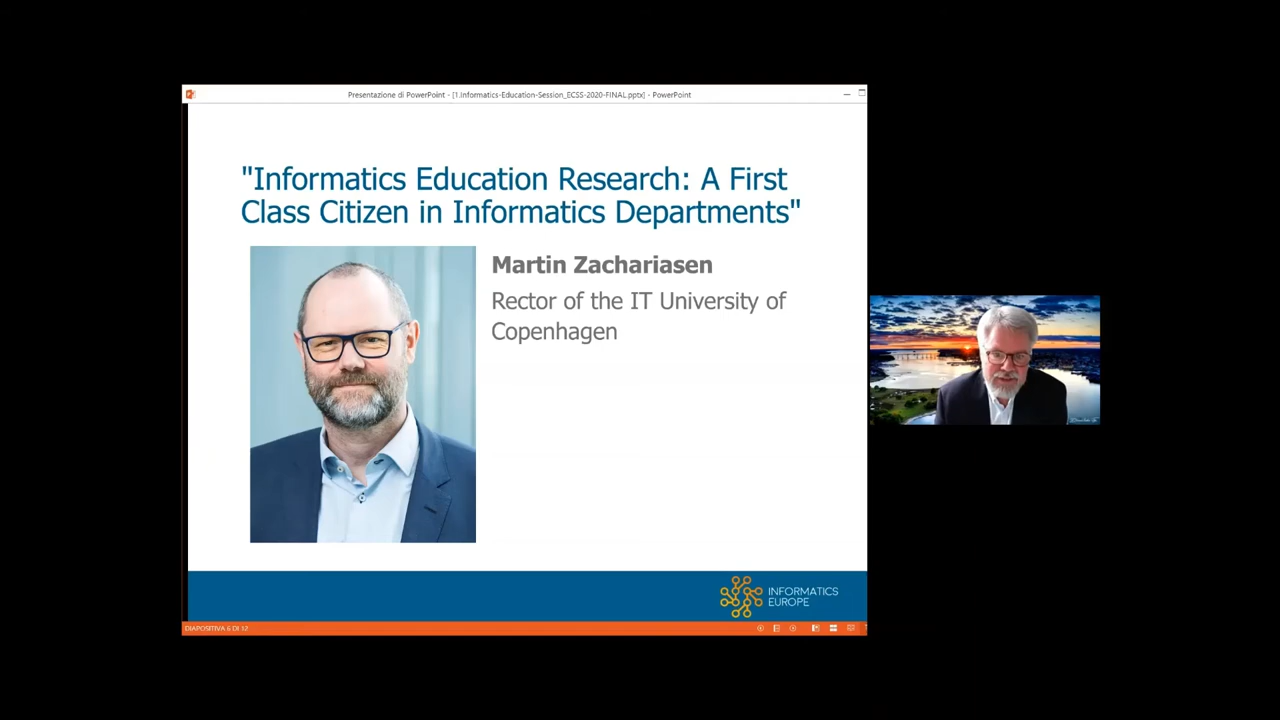 Presentazione di PowerPoint - [1.Informatics-Education-Session_ECSS-2020-FINAL.pptx] - PowerPoint
"Informatics Education Research: A First
Class Citizen in Informatics Departments"
Martin Zachariasen
Rector of the IT University of
Copenhagen
INFORMATICS
EUROPE
DIAPOSITIVA 6 DI 12